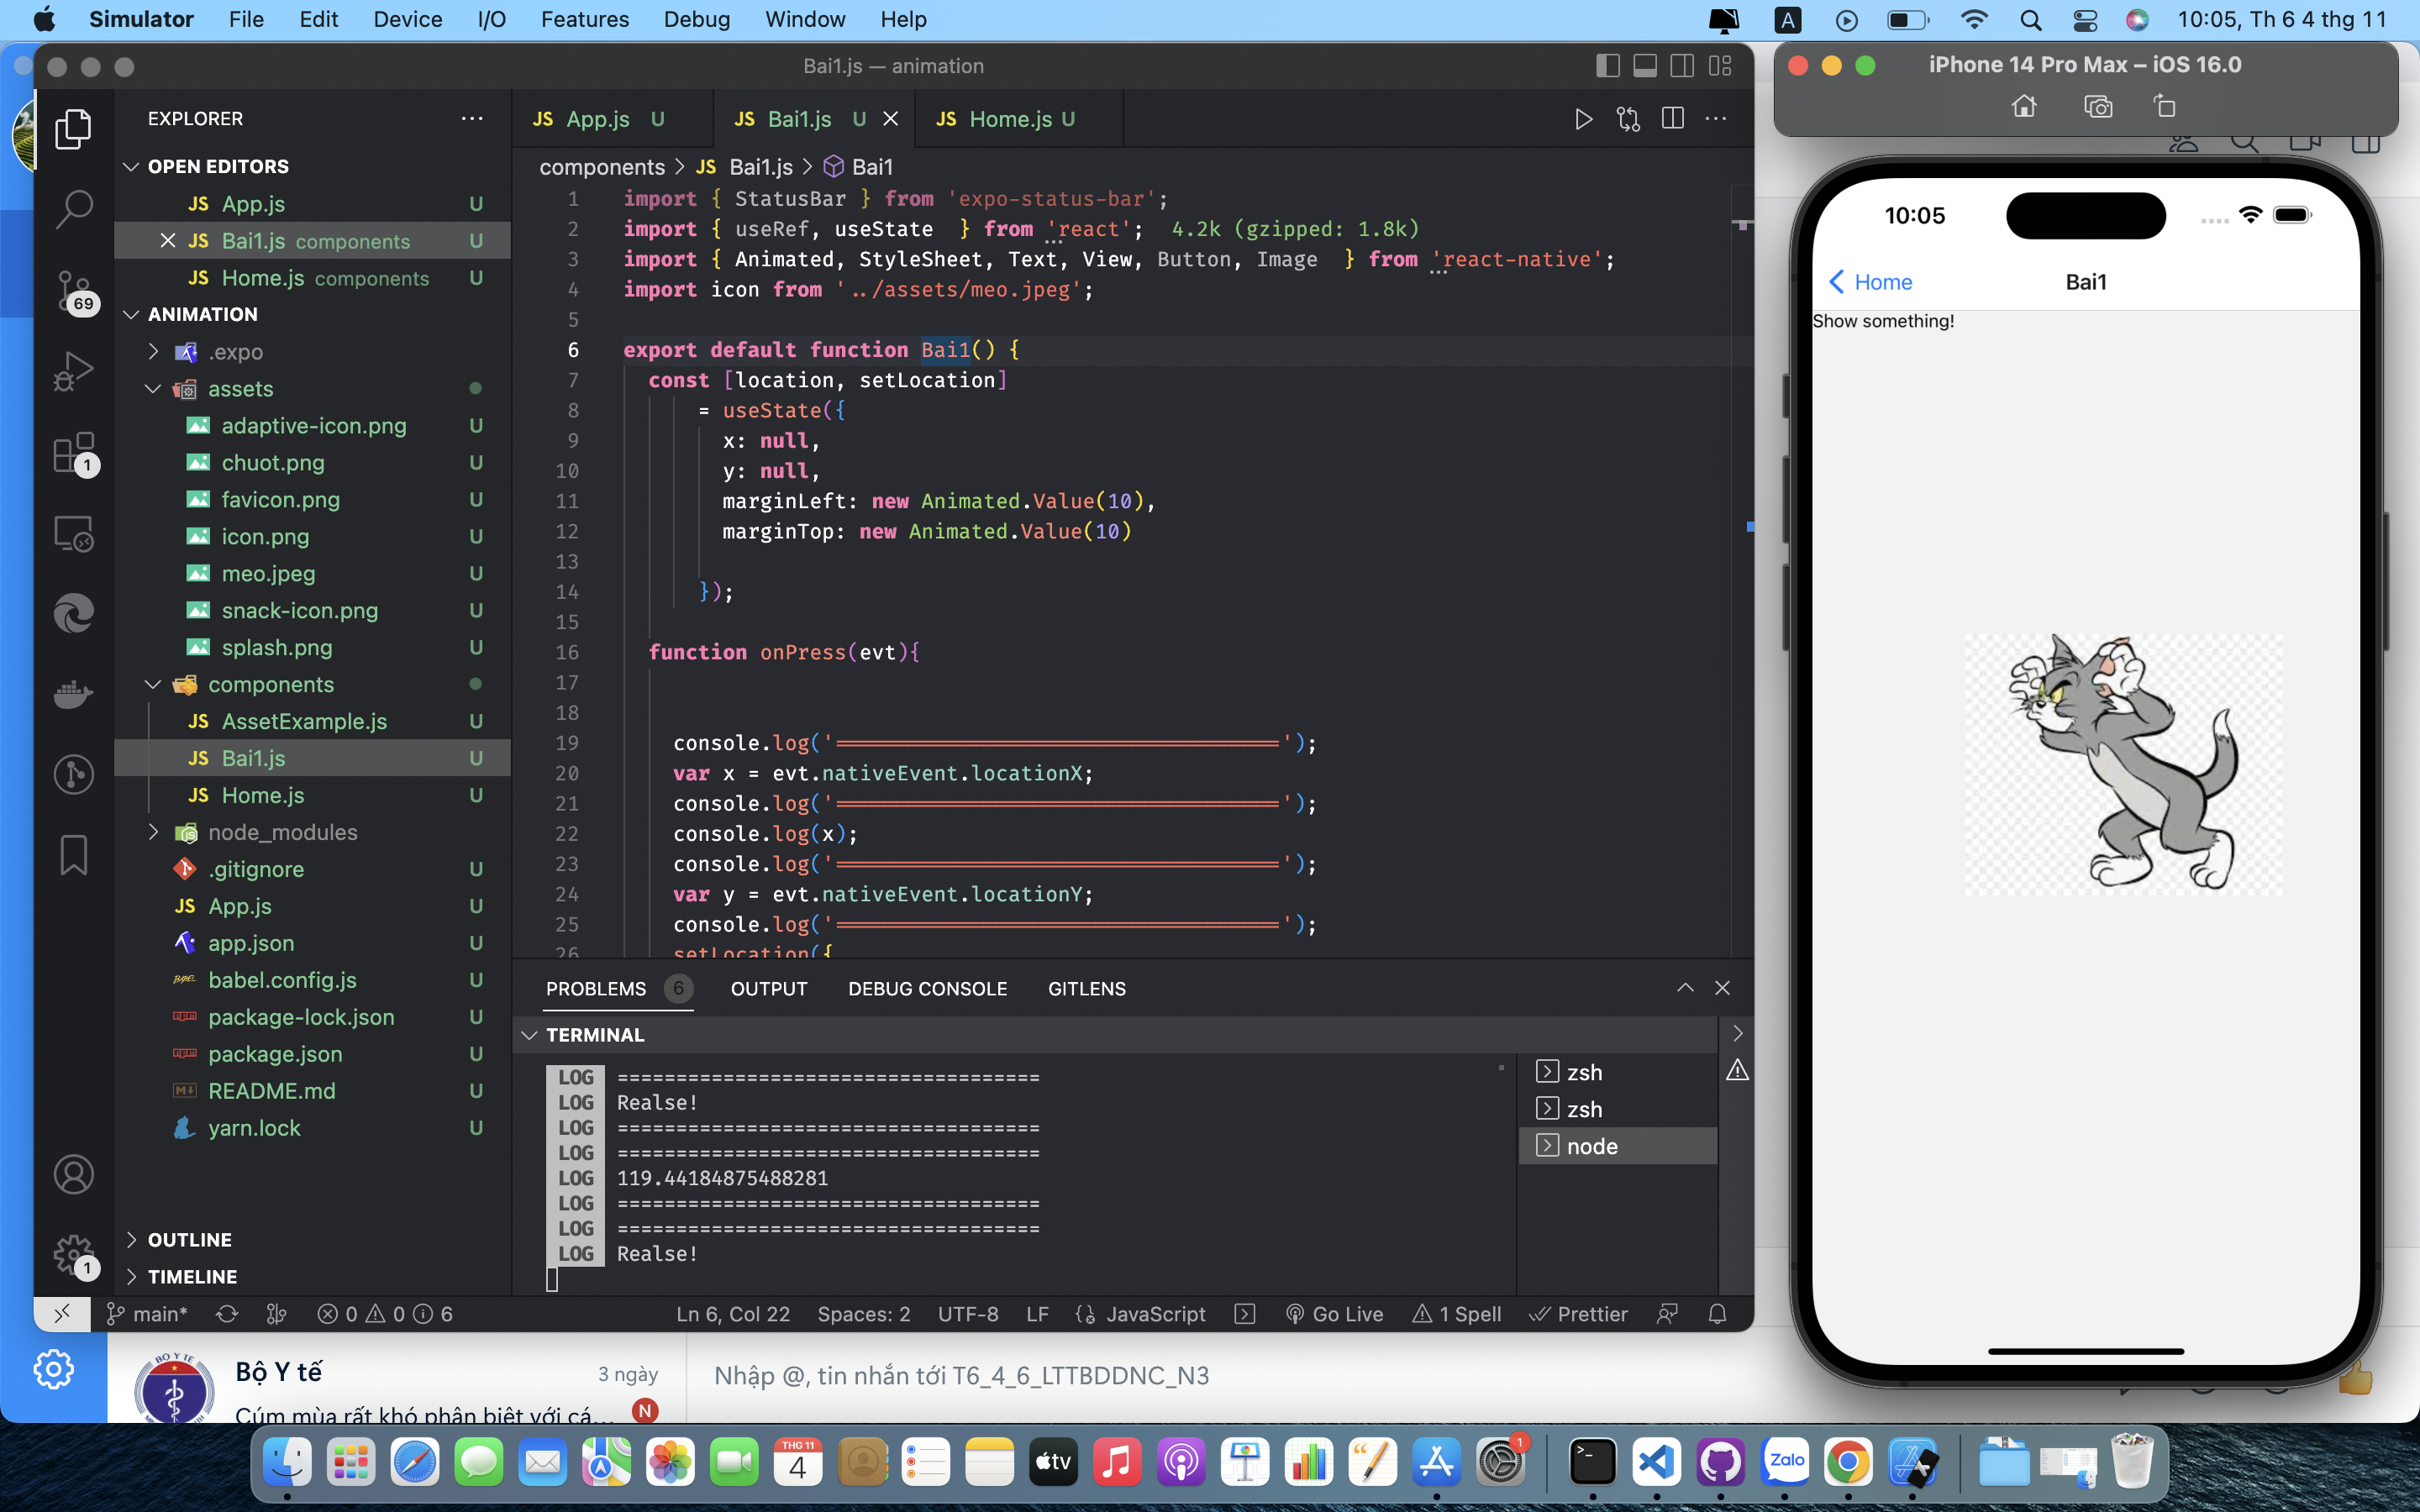 Simulator File Edit Device I/O Features Debug Window Help
A
10:05, Th 6 4 thg 11
Bai1.js — animation
iPhone 14 Pro Max – iOS 16.0
EXPLORER
OPEN EDITORS
JS App.js U
JS Bai1.js components U
JS Home.js components U
69
ANIMATION
.expo
assets
adaptive-icon.png U
chuot.png U
1
favicon.png U
icon.png U
meo.jpeg U
snack-icon.png U
splash.png U
components
JS AssetExample.js U
JS Bai1.js U
JS Home.js U
node_modules
.gitignore U
JS App.js U
app.json U
BABEL babel.config.js U
package-lock.json U
package.json U
README.md U
yarn.lock U
OUTLINE
1
TIMELINE
JS App.js U
JS Bai1.js U
JS Home.js U
components > JS Bai1.js > Bai1
1 import { StatusBar } from 'expo-status-bar';
2 import { useRef, useState } from 'react'; 4.2k (gzipped: 1.8k)
3 import { Animated, StyleSheet, Text, View, Button, Image } from 'react-native';
4 import icon from '../assets/meo.jpeg';
5
6 export default function Bai1() {
7 const [location, setLocation]
8 = useState({
9 x: null,
10 y: null,
11 marginLeft: new Animated.Value(10),
12 marginTop: new Animated.Value(10)
13
14 });
15
16 function onPress(evt){
17
18
19 console.log('====================================');
20 var x = evt.nativeEvent.locationX;
21 console.log('====================================');
22 console.log(x);
23 console.log('====================================');
24 var y = evt.nativeEvent.locationY;
25 console.log('====================================');
26 setLocation({
PROBLEMS 6 OUTPUT DEBUG CONSOLE GITLENS
TERMINAL
LOG ====================================
LOG Realse!
LOG ====================================
LOG ====================================
LOG 119.44184875488281
LOG ====================================
LOG ====================================
LOG Realse!
zsh
zsh
node
main* 0 0 6 Ln 6, Col 22 Spaces: 2 UTF-8 LF JavaScript Go Live 1 Spell Prettier
10:05
Home Bai1
Show something!
BỘ Y TẾ
Bộ Y tế 3 ngày
Cúm mùa rất khó phân biệt với cá... N
Nhập @, tin nhắn tới T6_4_6_LTTBDDNC_N3
THG 11
4
tv
1
Zalo